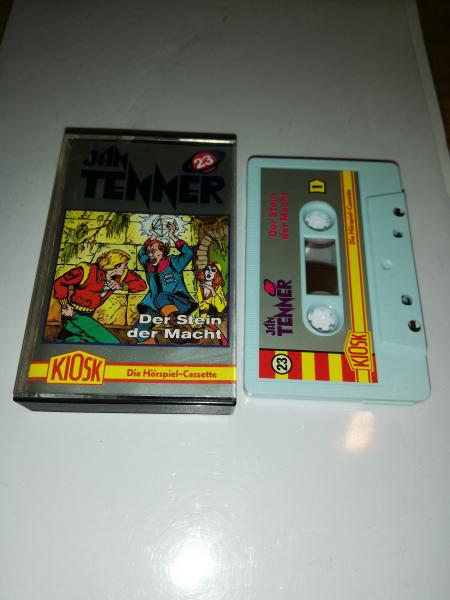 JAN
TENNER
23
Der Stein
der Macht
KIOSK
Die Hörspiel-Cassette
23
JAN
TENNER
Der Stein
der Macht
1
KIOSK
Die Hörspiel-Cassette